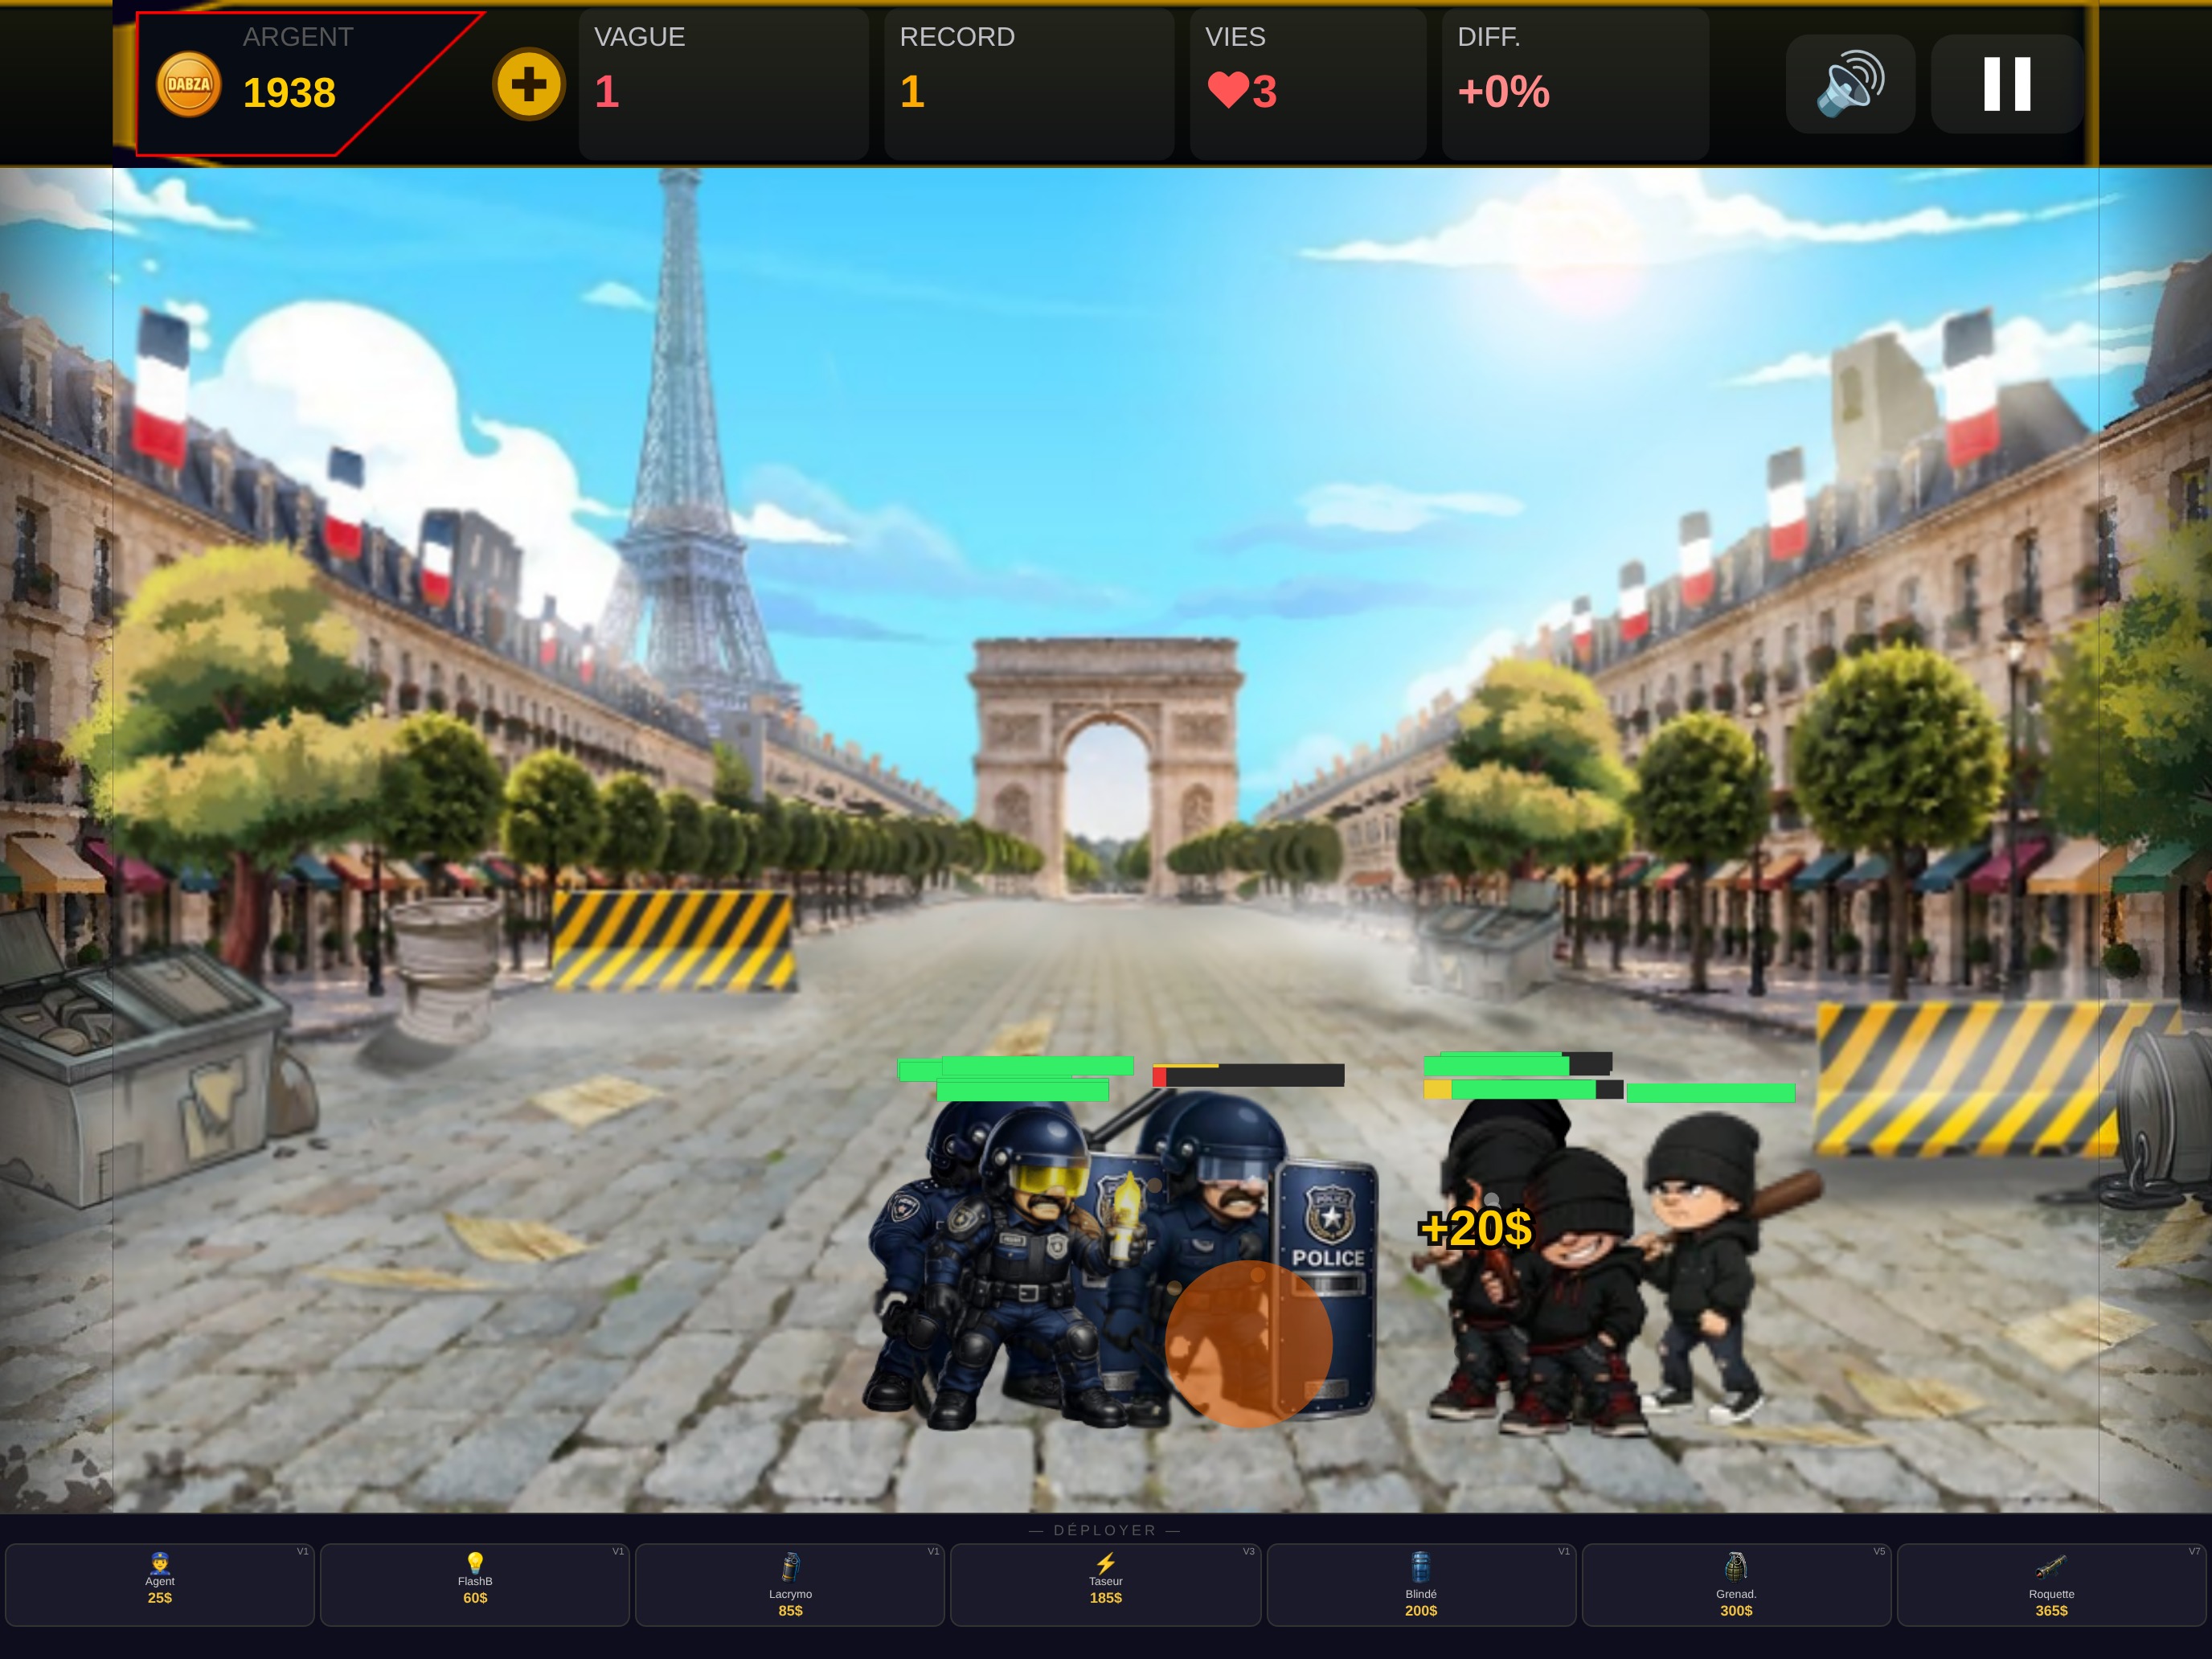 ARGENT
DABZA
1938
VAGUE
1
RECORD
1
VIES
3
DIFF.
+0%
+20$
POLICE
— DÉPLOYER —
V1
Agent
25$
V1
FlashB
60$
V1
Lacrymo
85$
V3
Taseur
185$
V1
Blindé
200$
V5
Grenad.
300$
V7
Roquette
365$